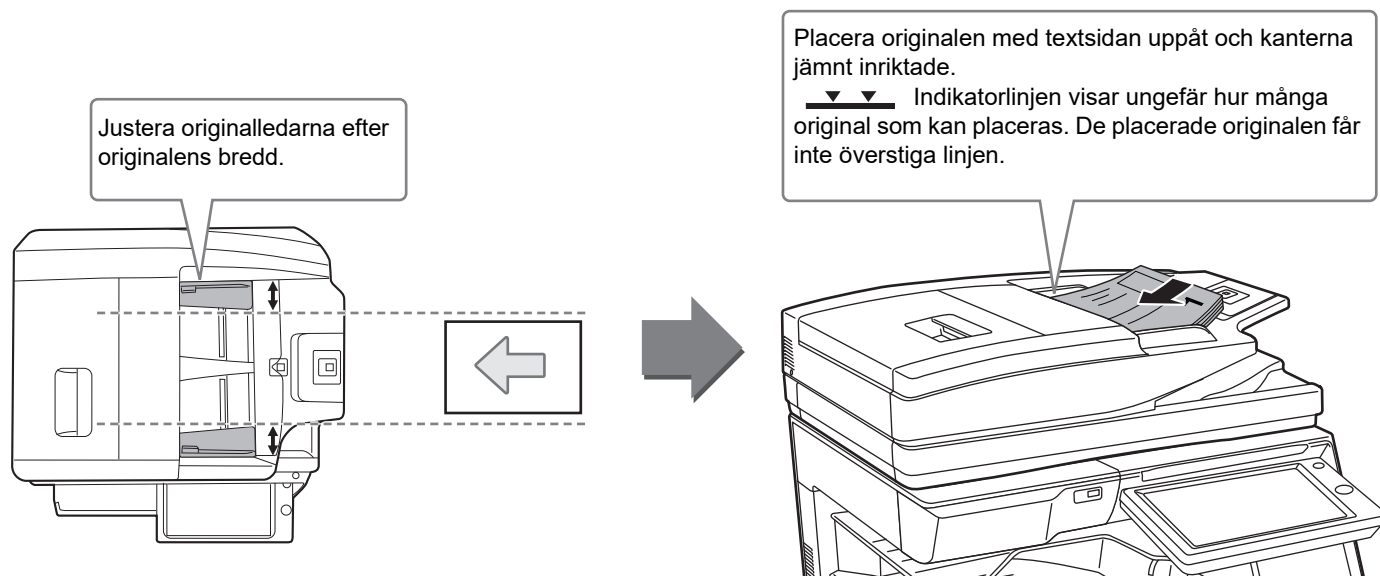 Justera originalledarna efter
originalens bredd.
Placera originalen med textsidan uppåt och kanterna
jämnt inriktade.
Indikatorlinjen visar ungefär hur många
original som kan placeras. De placerade originalen får
inte överstiga linjen.
1